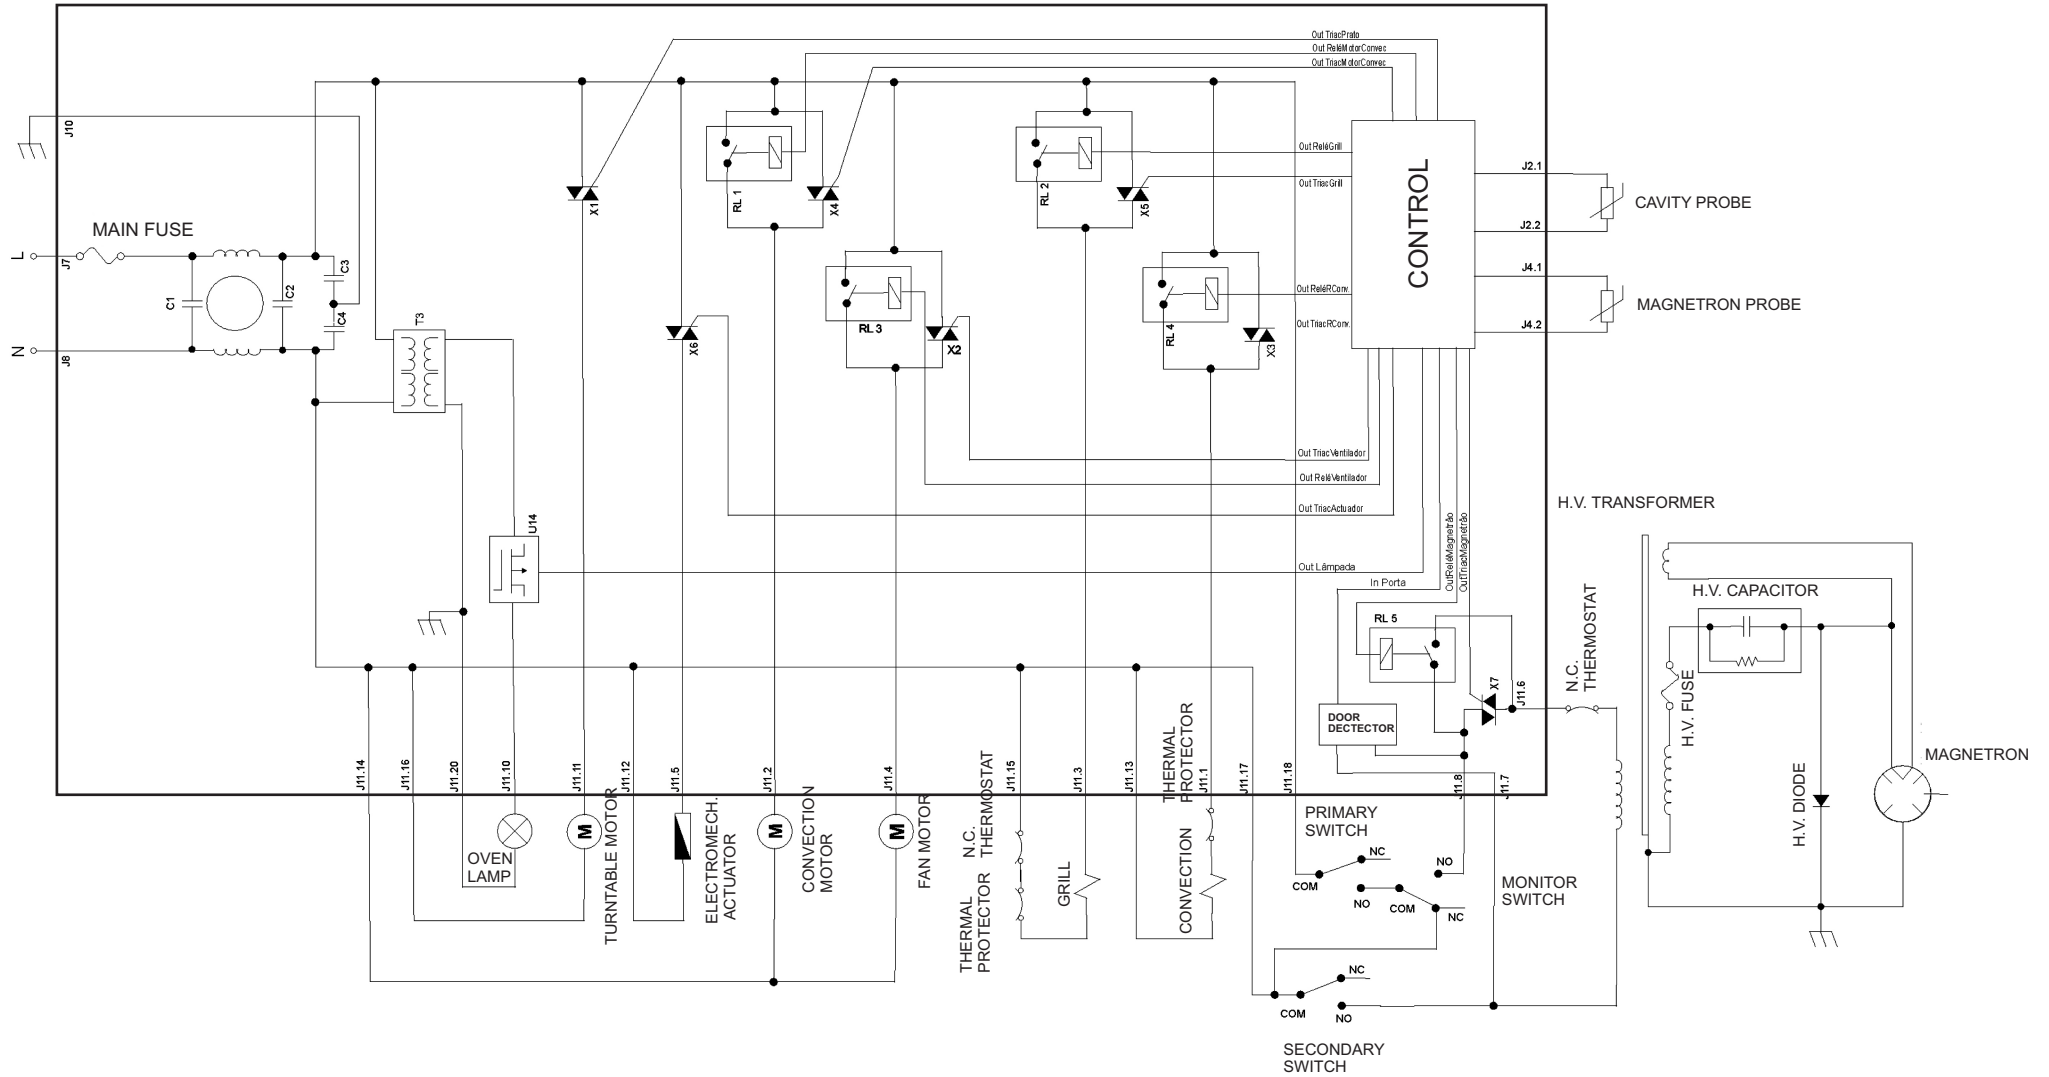 Out TriacPrato
Out ReléMotorConvec
Out TriacMotorConvec
J10
RL 1
X1
X4
RL 2
X5
Out ReléGrill
Out TriacGrill
CONTROL
J2.1
J2.2
CAVITY PROBE
J4.1
J4.2
MAGNETRON PROBE
MAIN FUSE
L
J7
N
J8
C1
C2
C3
C4
T3
X6
RL 3
X2
RL 4
X3
Out ReléRConv.
Out TriacRConv.
Out TriacVentilador
Out ReléVentilador
Out TriacActuador
Out Lâmpada
In Porta
OutReléMagnetrão
OutTriacMagnetrão
U14
RL 5
X7
J11.6
DOOR
DECTECTOR
H.V. TRANSFORMER
N.C.
THERMOSTAT
H.V. CAPACITOR
H.V. FUSE
H.V. DIODE
MAGNETRON
J11.14
J11.16
J11.20
J11.10
J11.11
J11.12
J11.5
J11.2
J11.4
J11.15
J11.3
J11.13
J11.1
J11.17
J11.18
J11.8
J11.7
OVEN
LAMP
M
TURNTABLE MOTOR
ELECTROMECH.
ACTUATOR
M
CONVECTION
MOTOR
M
FAN MOTOR
THERMAL
PROTECTOR
N.C.
THERMOSTAT
GRILL
THERMAL
PROTECTOR
CONVECTION
PRIMARY
SWITCH
NC
COM
NO
NO
COM
NC
MONITOR
SWITCH
NC
COM
NO
SECONDARY
SWITCH